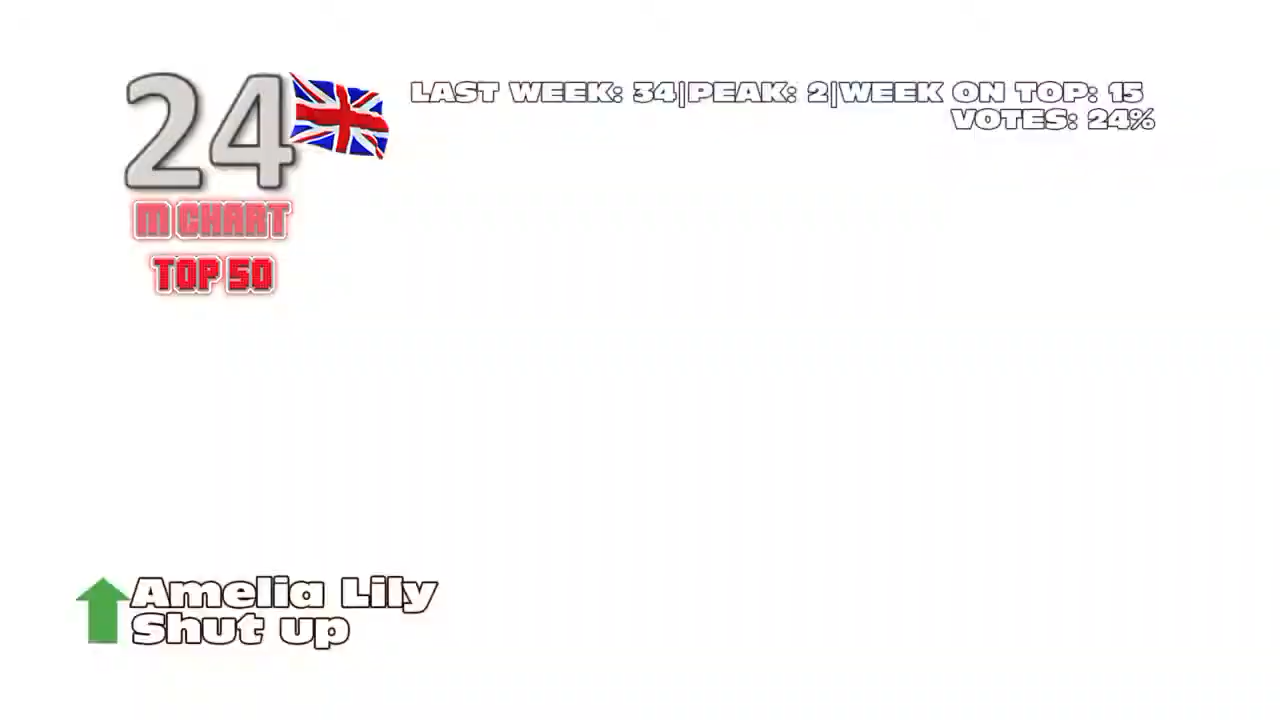 24
LAST WEEK: 34|PEAK: 2|WEEK ON TOP: 15
VOTES: 24%
M CHART
TOP 50
Amelia Lily
Shut up